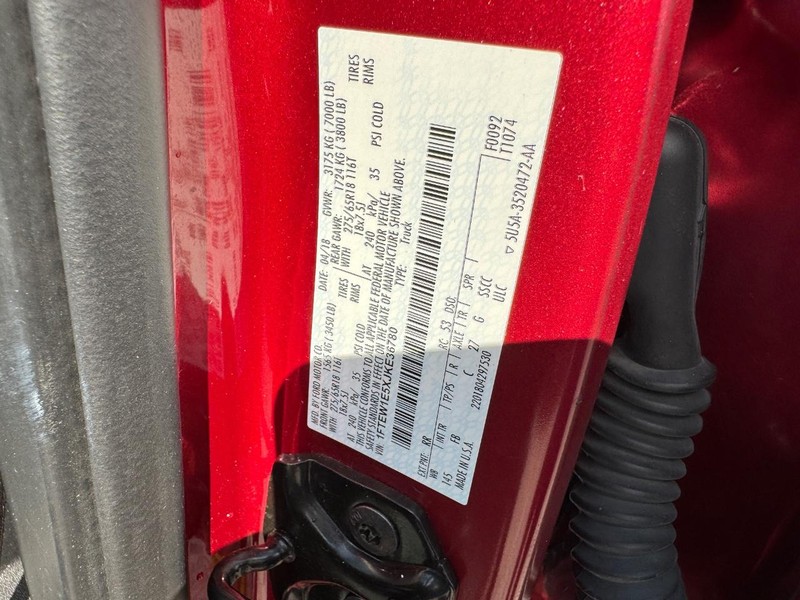 MFD. BY FORD MOTOR CO. DATE: 04/18 GVWR: 3175 KG ( 7000 LB)
FRONT GAWR: 1565 KG ( 3450 LB) REAR GAWR: 1724 KG ( 3800 LB)
WITH 275/65R18 116T TIRES WITH 275/65R18 116T TIRES
18x7.5J RIMS 18x7.5J RIMS
AT 240 kPa/ 35 PSI COLD AT 240 kPa/ 35 PSI COLD
THIS VEHICLE CONFORMS TO ALL APPLICABLE FEDERAL MOTOR VEHICLE
SAFETY STANDARDS IN EFFECT ON THE DATE OF MANUFACTURE SHOWN ABOVE.
VIN: 1FTEW1E5XJKE36780 TYPE: Truck
EXT PNT: RR RC: 53 DSO: F0092
WB INT TR TP/PS R AXLE TR SPR T1074
145 FB C 27 G SSCC
MADE IN U.S.A. 2201804297530 ULC
▽ 5U5A-3520472-AA